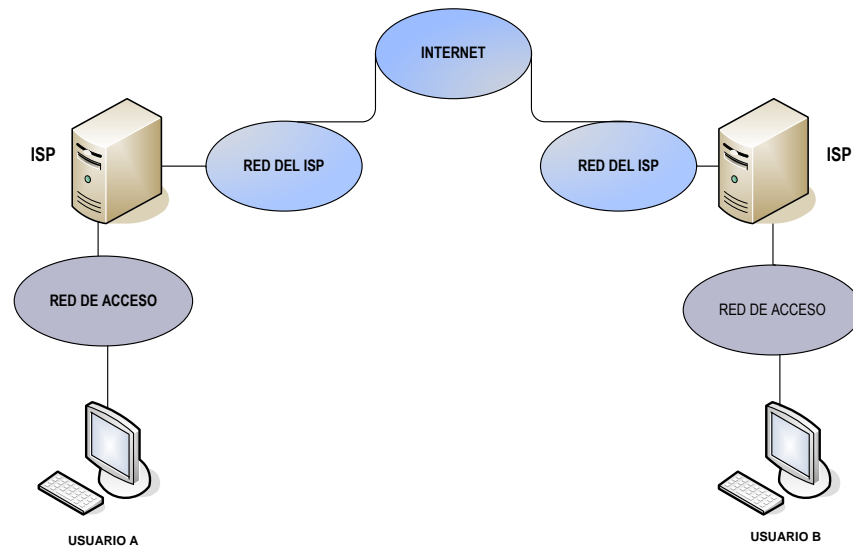 INTERNET
ISP
RED DEL ISP
RED DEL ISP
ISP
RED DE ACCESO
RED DE ACCESO
USUARIO A
USUARIO B